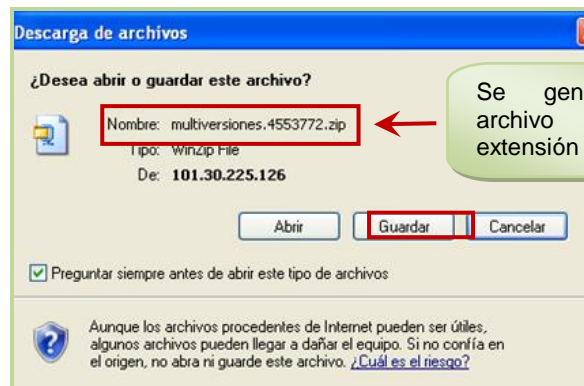 Descarga de archivos
¿Desea abrir o guardar este archivo?
Nombre: multiversiones.4553772.zip
Tipo: WinZip File
De: 101.30.225.126
Se gen
archivo
extensión
Abrir Guardar Cancelar
Preguntar siempre antes de abrir este tipo de archivos
Aunque los archivos procedentes de Internet pueden ser útiles,
algunos archivos pueden llegar a dañar el equipo. Si no confía en
el origen, no abra ni guarde este archivo. ¿Cuál es el riesgo?